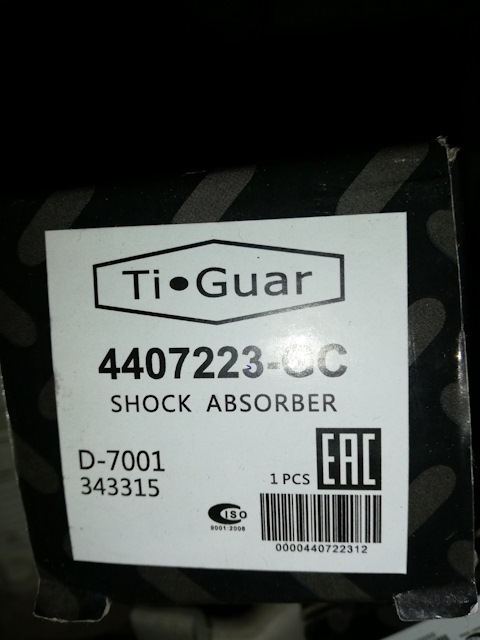 Ti•Guar
4407223-GC
SHOCK ABSORBER
D-7001
343315
1 PCS
EAC
ISO
9001:2008
0000440722312